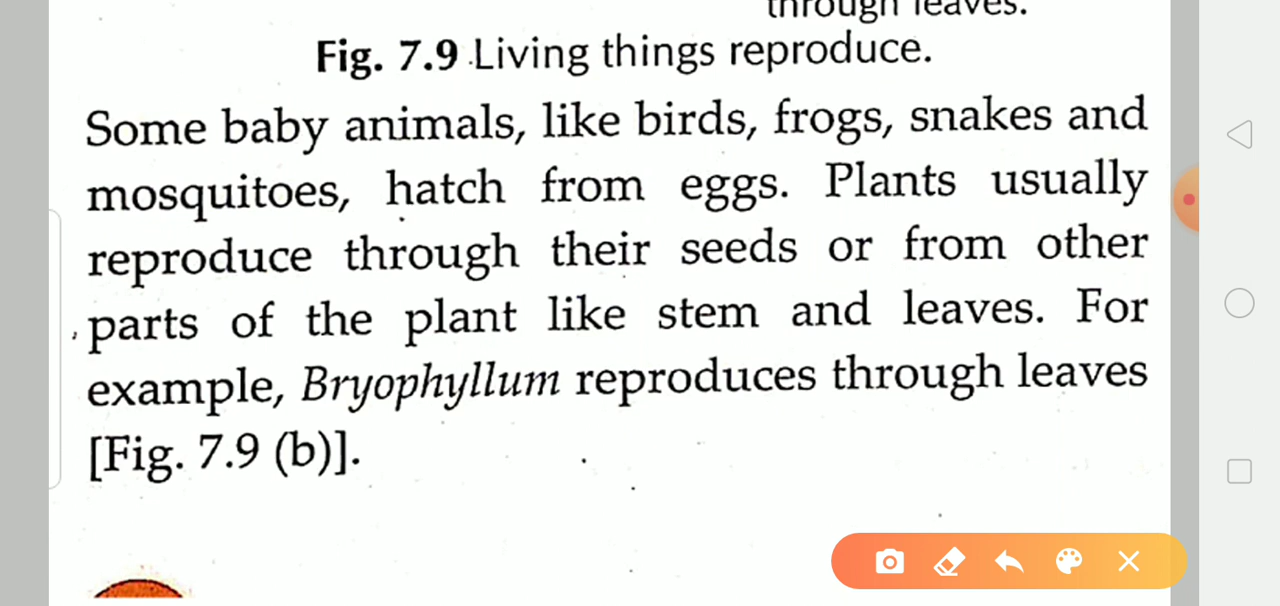 through leaves.
Fig. 7.9 Living things reproduce.
Some baby animals, like birds, frogs, snakes and
mosquitoes, hatch from eggs. Plants usually
reproduce through their seeds or from other
parts of the plant like stem and leaves. For
example, Bryophyllum reproduces through leaves
[Fig. 7.9 (b)].